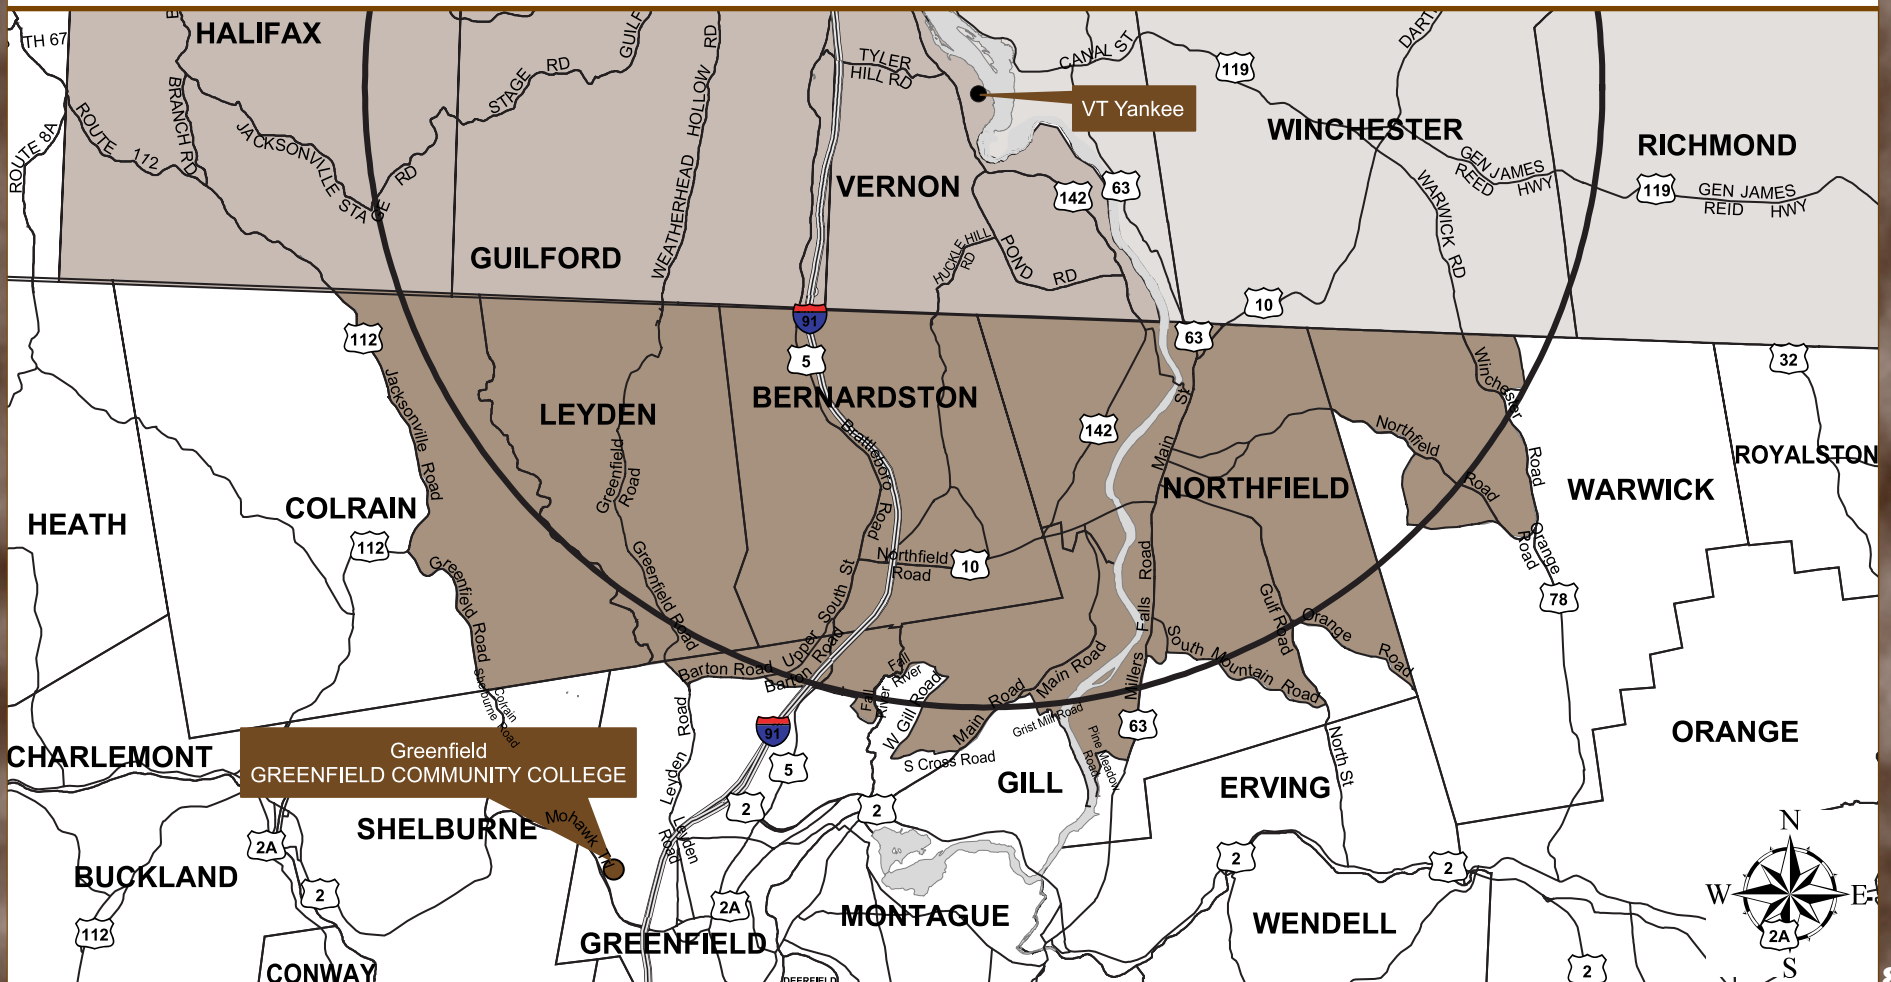 HALIFAX
TH 67
ROUTE 8A
ROUTE 112
BRANCH RD
JACKSONVLLE STAGE RD
STAGE RD
GUILF
WEATHERHEAD HOLLOW RD
GUILFORD
TYLER
HILL RD
VERNON
CANAL ST
119
DART
VT Yankee
WINCHESTER
RICHMOND
GEN JAMES
REED HWY
119
GEN JAMES
REID HWY
WARWICK RD
142
63
HUCKLE HILL
RD
POND RD
10
63
91
5
112
32
LEYDEN
BERNARDSTON
Jacksonville Road
Greenfield
Road
Brattleboro Road
142
Main St
Winchester
Road
Northfield
Road
NORTHFIELD
WARWICK
ROYALSTON
HEATH
COLRAIN
112
Greenfield Road
Greenfield Road
Upper South St
Northfield
Road
10
Millers Falls Road
Gulf Road
Orange
Road
Orange
Road
78
South Mountain Road
Barton Road
Barton Road
Fall
River
Fall
River
W Gill Road
Main Road
Main Road
Grist Mill Road
S Cross Road
Pine Meadow
Road
63
Colrain
Shelburne Road
Leyden Road
91
5
2
2
GILL
ERVING
North St
ORANGE
CHARLEMONT
Greenfield
GREENFIELD COMMUNITY COLLEGE
Mohawk Trl
Leyden
Road
SHELBURNE
2A
BUCKLAND
2
112
2A
MONTAGUE
GREENFIELD
CONWAY
DEERFIELD
2
2
WENDELL
2
N
W
E
2A
S